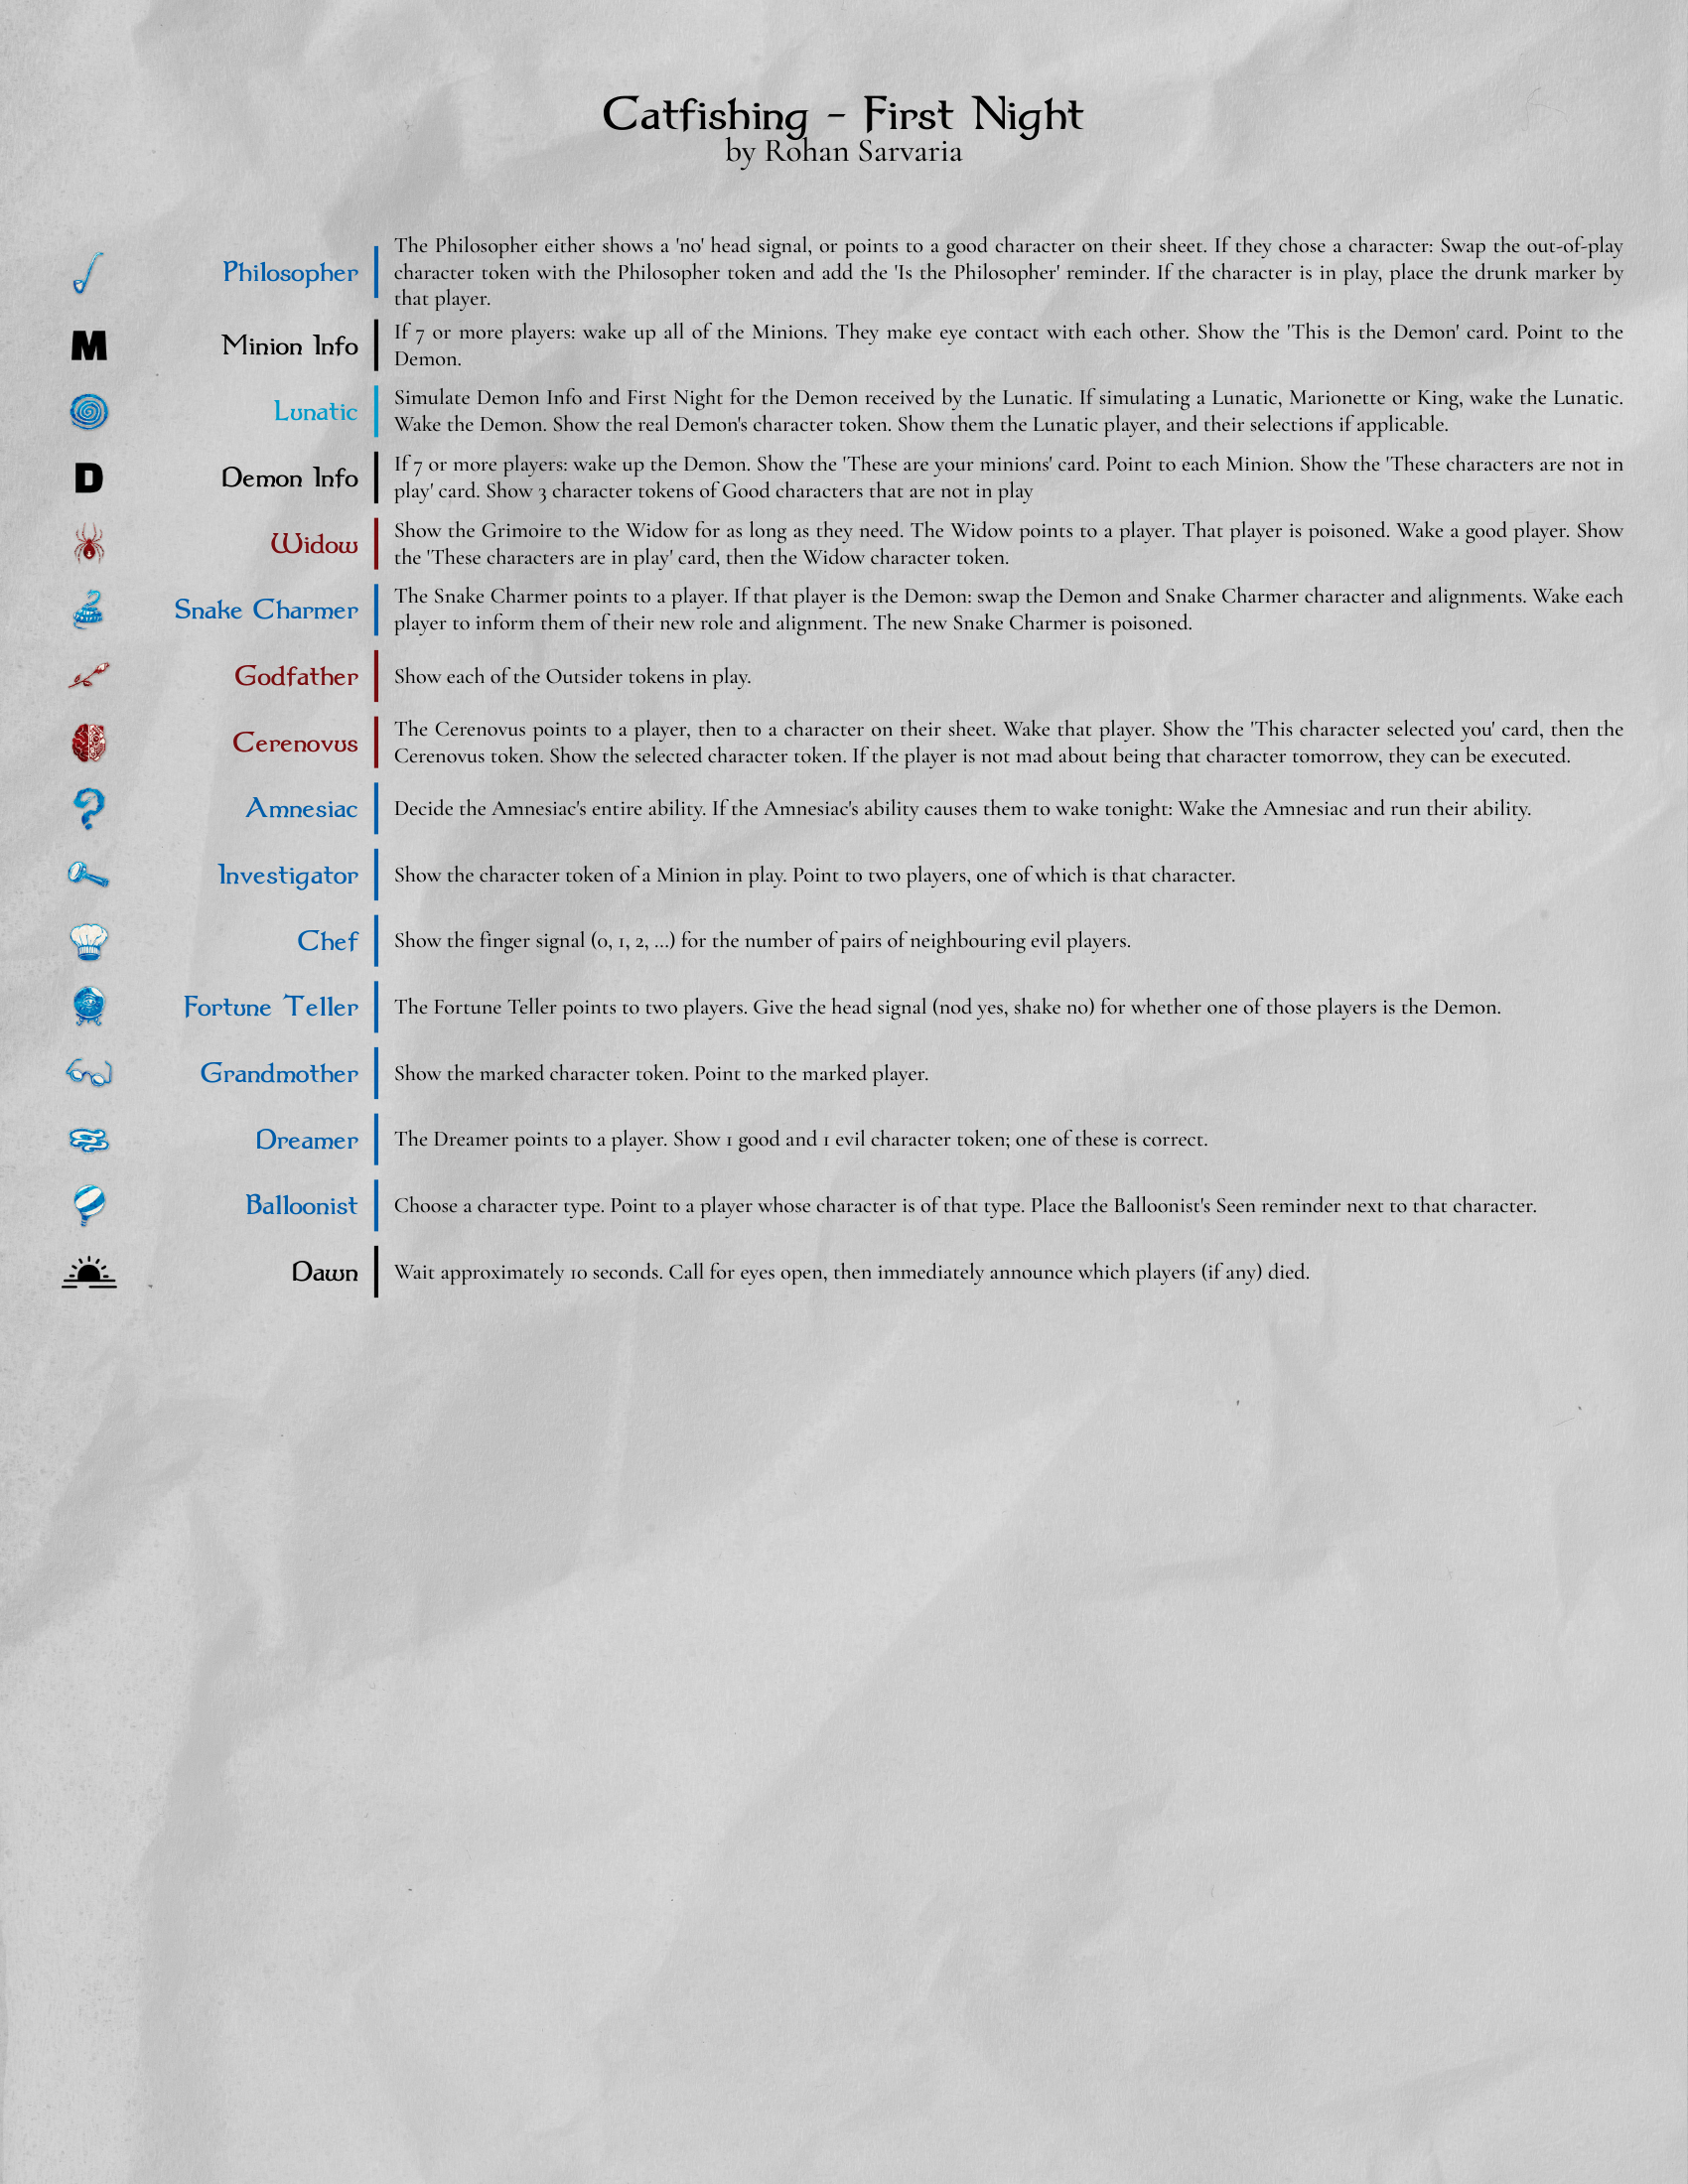 Catfishing - First Night
by Rohan Sarvaria
Philosopher
The Philosopher either shows a 'no' head signal, or points to a good character on their sheet. If they chose a character: Swap the out-of-play
character token with the Philosopher token and add the 'Is the Philosopher' reminder. If the character is in play, place the drunk marker by
that player.
M
Minion Info
If 7 or more players: wake up all of the Minions. They make eye contact with each other. Show the 'This is the Demon' card. Point to the
Demon.
Lunatic
Simulate Demon Info and First Night for the Demon received by the Lunatic. If simulating a Lunatic, Marionette or King, wake the Lunatic.
Wake the Demon. Show the real Demon's character token. Show them the Lunatic player, and their selections if applicable.
D
Demon Info
If 7 or more players: wake up the Demon. Show the 'These are your minions' card. Point to each Minion. Show the 'These characters are not in
play' card. Show 3 character tokens of Good characters that are not in play
Widow
Show the Grimoire to the Widow for as long as they need. The Widow points to a player. That player is poisoned. Wake a good player. Show
the 'These characters are in play' card, then the Widow character token.
Snake Charmer
The Snake Charmer points to a player. If that player is the Demon: swap the Demon and Snake Charmer character and alignments. Wake each
player to inform them of their new role and alignment. The new Snake Charmer is poisoned.
Godfather
Show each of the Outsider tokens in play.
Cerenovus
The Cerenovus points to a player, then to a character on their sheet. Wake that player. Show the 'This character selected you' card, then the
Cerenovus token. Show the selected character token. If the player is not mad about being that character tomorrow, they can be executed.
Amnesiac
Decide the Amnesiac's entire ability. If the Amnesiac's ability causes them to wake tonight: Wake the Amnesiac and run their ability.
Investigator
Show the character token of a Minion in play. Point to two players, one of which is that character.
Chef
Show the finger signal (0, 1, 2, ...) for the number of pairs of neighbouring evil players.
Fortune Teller
The Fortune Teller points to two players. Give the head signal (nod yes, shake no) for whether one of those players is the Demon.
Grandmother
Show the marked character token. Point to the marked player.
Dreamer
The Dreamer points to a player. Show 1 good and 1 evil character token; one of these is correct.
Balloonist
Choose a character type. Point to a player whose character is of that type. Place the Balloonist's Seen reminder next to that character.
Dawn
Wait approximately 10 seconds. Call for eyes open, then immediately announce which players (if any) died.